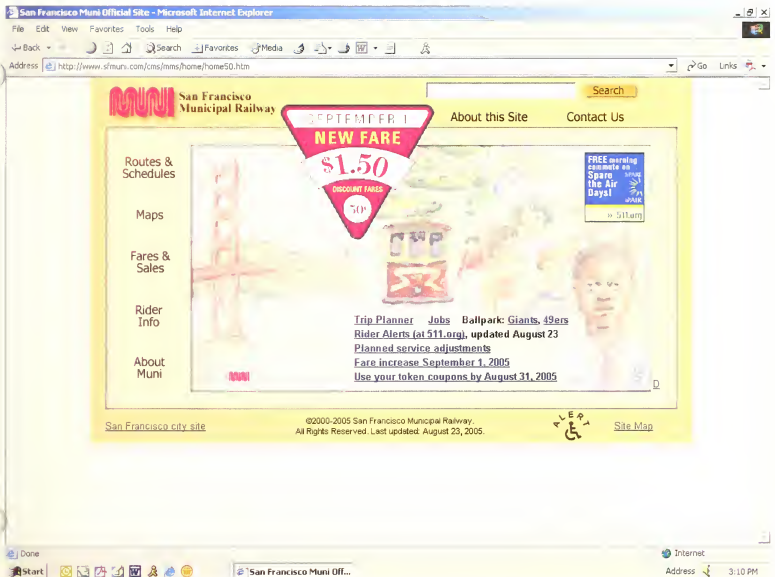 San Francisco Muni Official Site - Microsoft Internet Explorer
File Edit View Favorites Tools Help
Back Search Favorites Media
Address http://www.sfmuni.com/cms/mms/home/home50.htm Go Links
MUNI San Francisco
Municipal Railway
Search
About this Site Contact Us
SEPTEMBER 1
NEW FARE
$1.50
DISCOUNT FARES
50¢
FREE morning
commute on
Spare
the Air
Days!
SPARE
AIR
» 511.org
Routes &
Schedules
Maps
Fares &
Sales
Rider
Info
About
Muni
Trip Planner Jobs Ballpark: Giants, 49ers
Rider Alerts (at 511.org), updated August 23
Planned service adjustments
Fare increase September 1, 2005
Use your token coupons by August 31, 2005
MUNI
D
San Francisco city site
©2000-2005 San Francisco Municipal Railway.
All Rights Reserved. Last updated: August 23, 2005.
ALERT
Site Map
Done Internet
Start San Francisco Muni Off... Address 3:10 PM